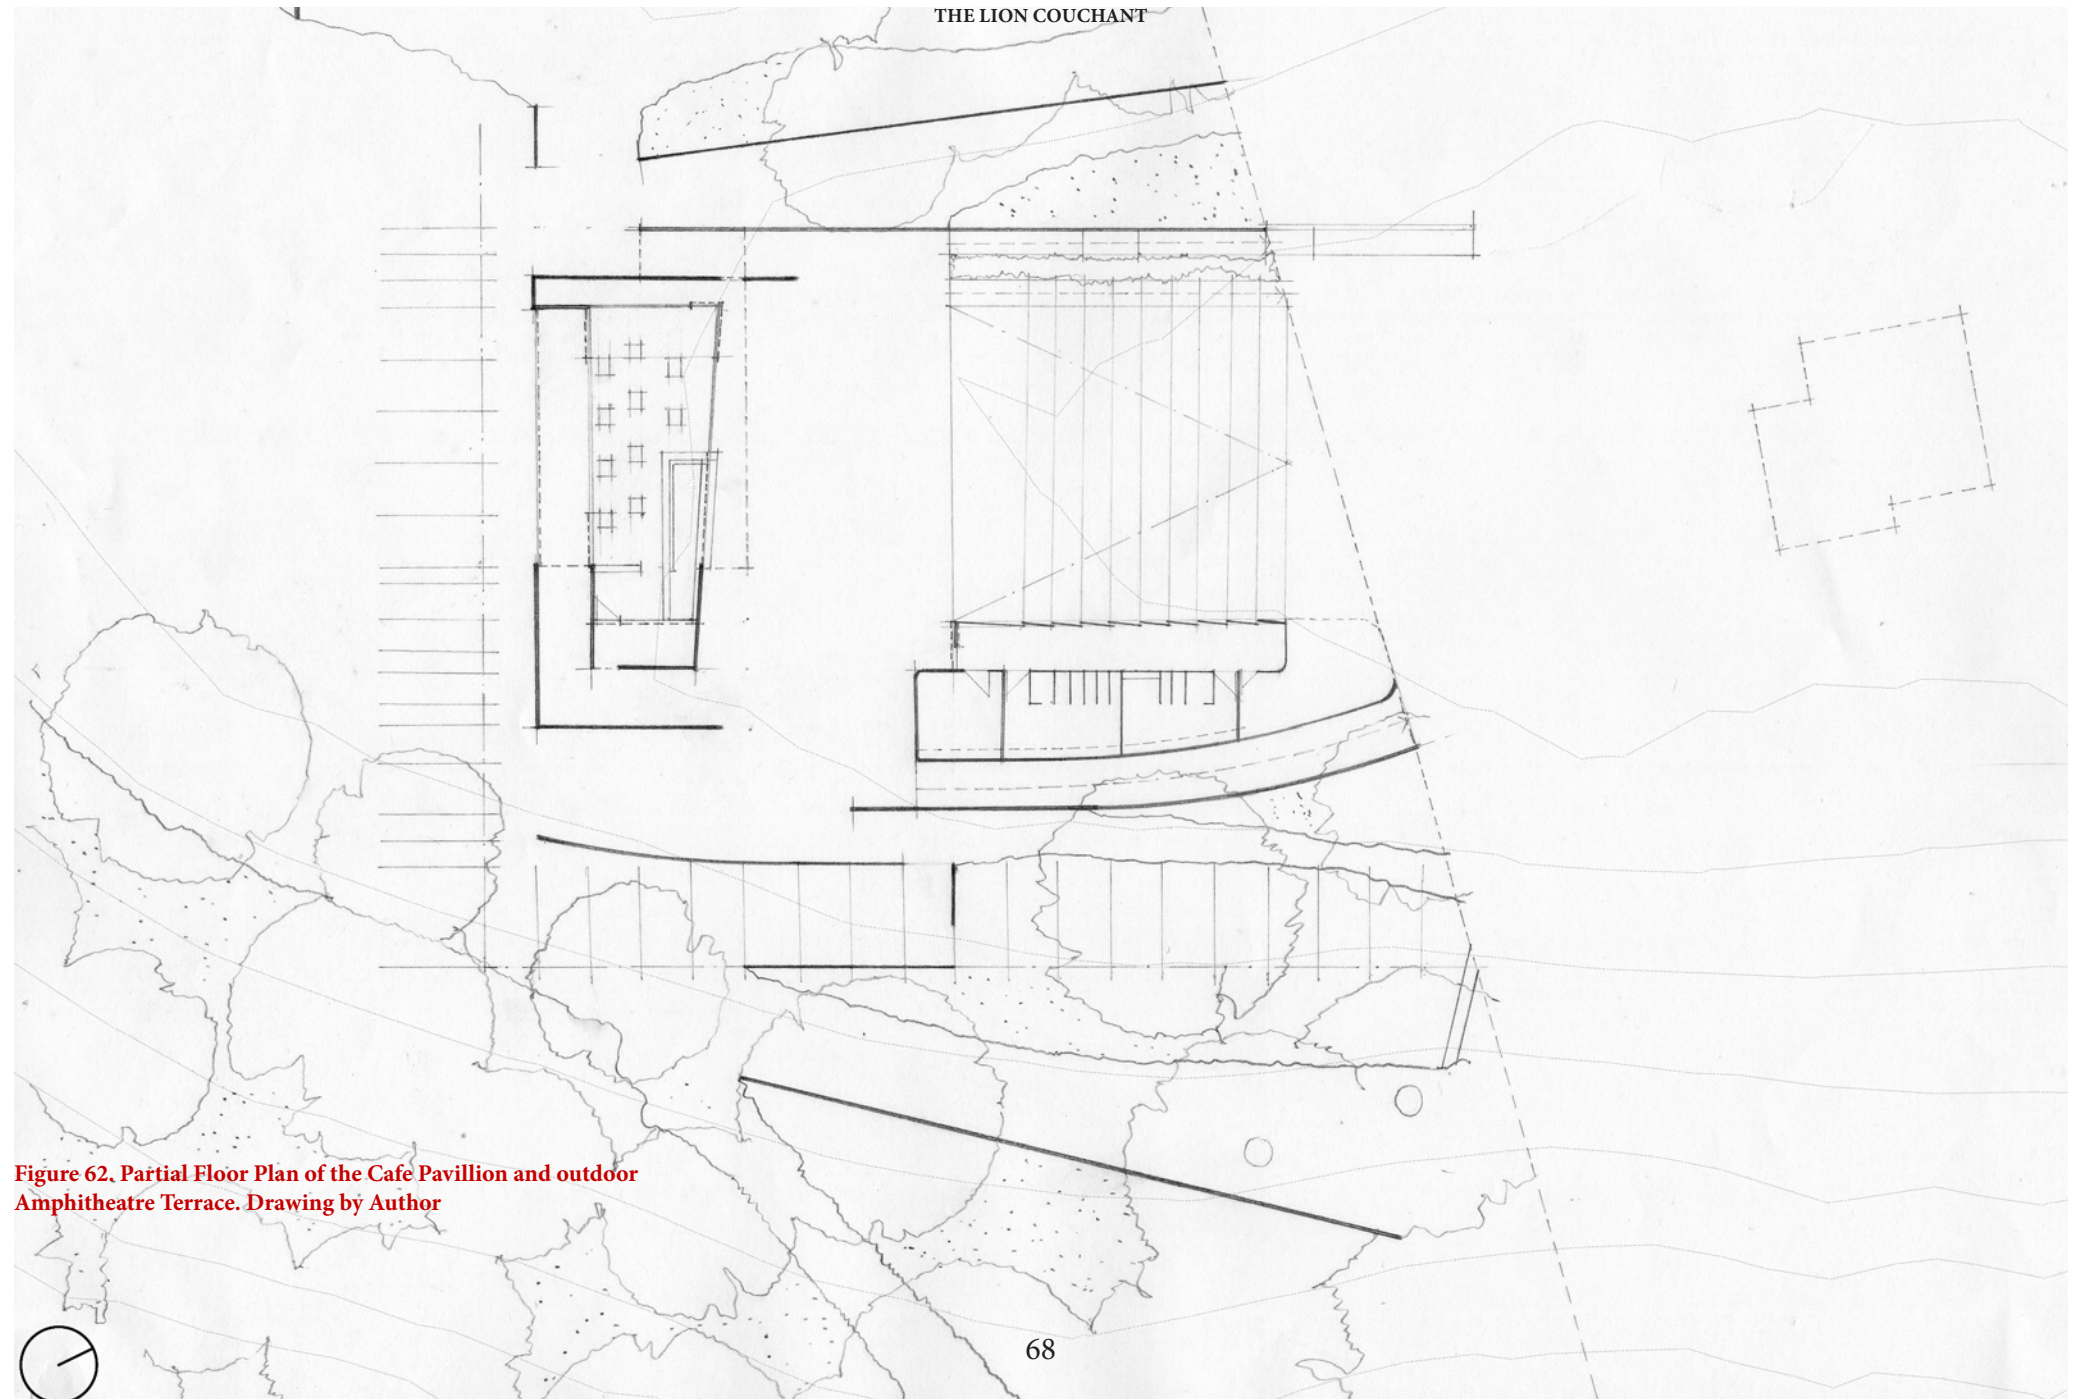 THE LION COUCHANT
Figure 62. Partial Floor Plan of the Cafe Pavillion and outdoor
Amphitheatre Terrace. Drawing by Author
68